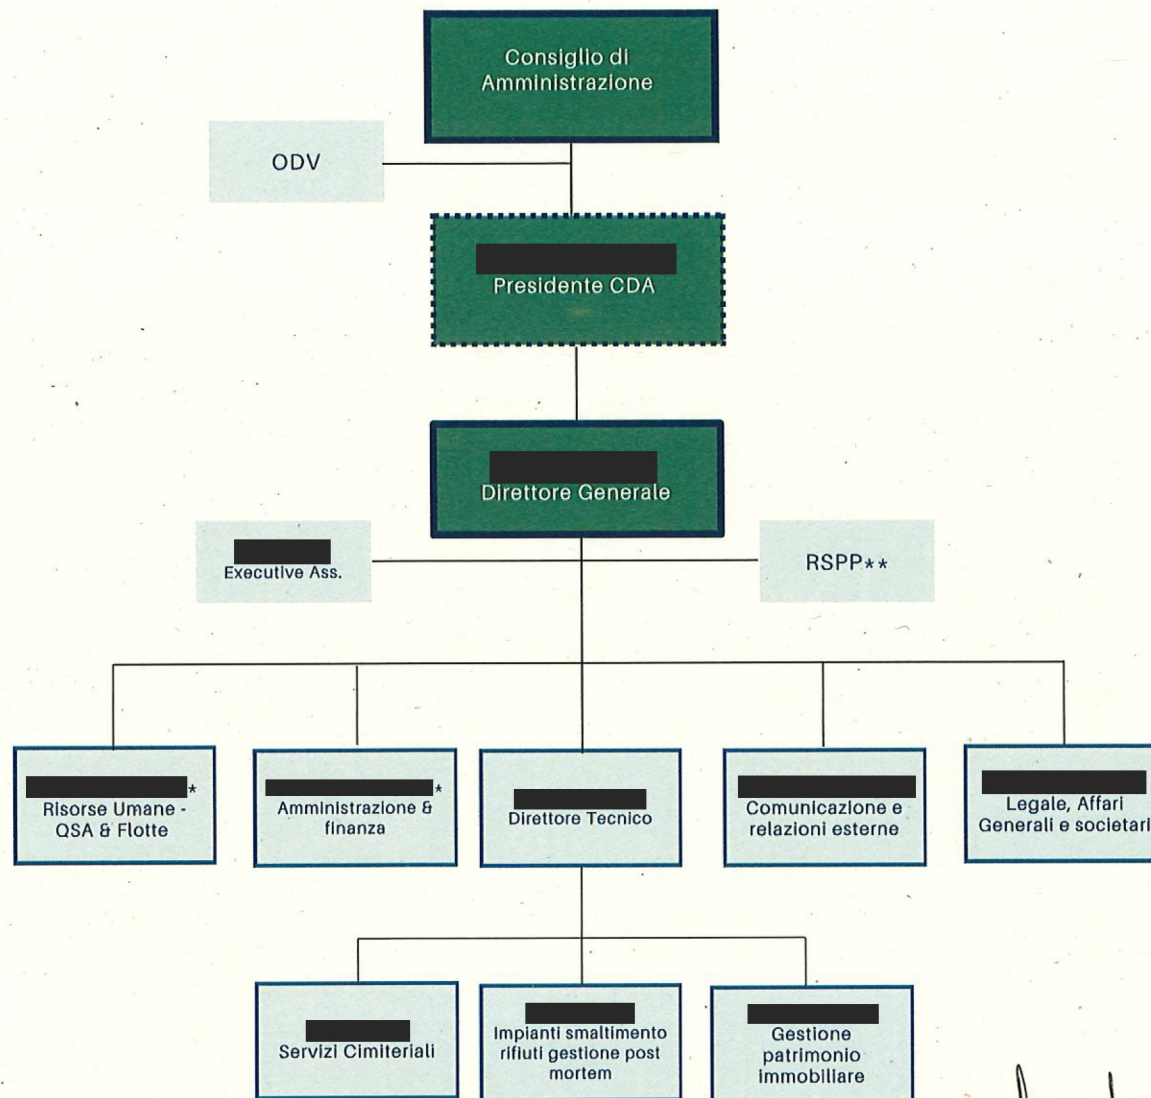 Consiglio di
Amministrazione
ODV
Presidente CDA
Direttore Generale
Executive Ass.
RSPP**
*
Risorse Umane -
QSA & Flotte
*
Amministrazione &
finanza
Direttore Tecnico
Comunicazione e
relazioni esterne
Legale, Affari
Generali e societari
Servizi Cimiteriali
Impianti smaltimento
rifiuti gestione post
mortem
Gestione
patrimonio
immobiliare